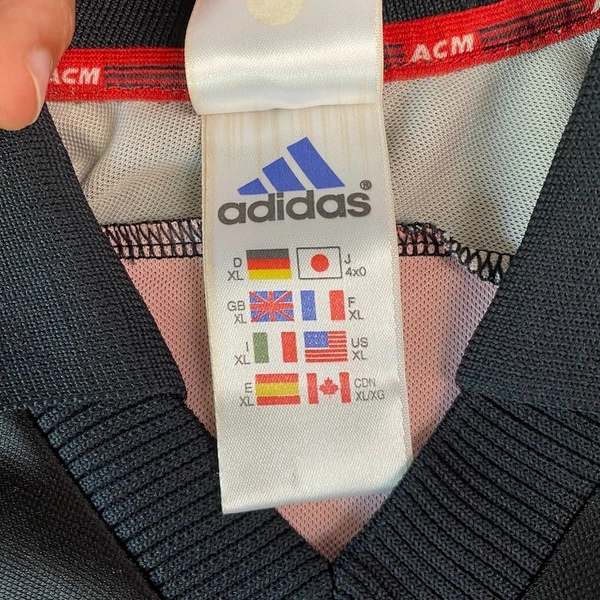 ACM
ACM
adidas®
D XL J 4x0
GB XL F XL
I XL US XL
E XL CDN XL/XG